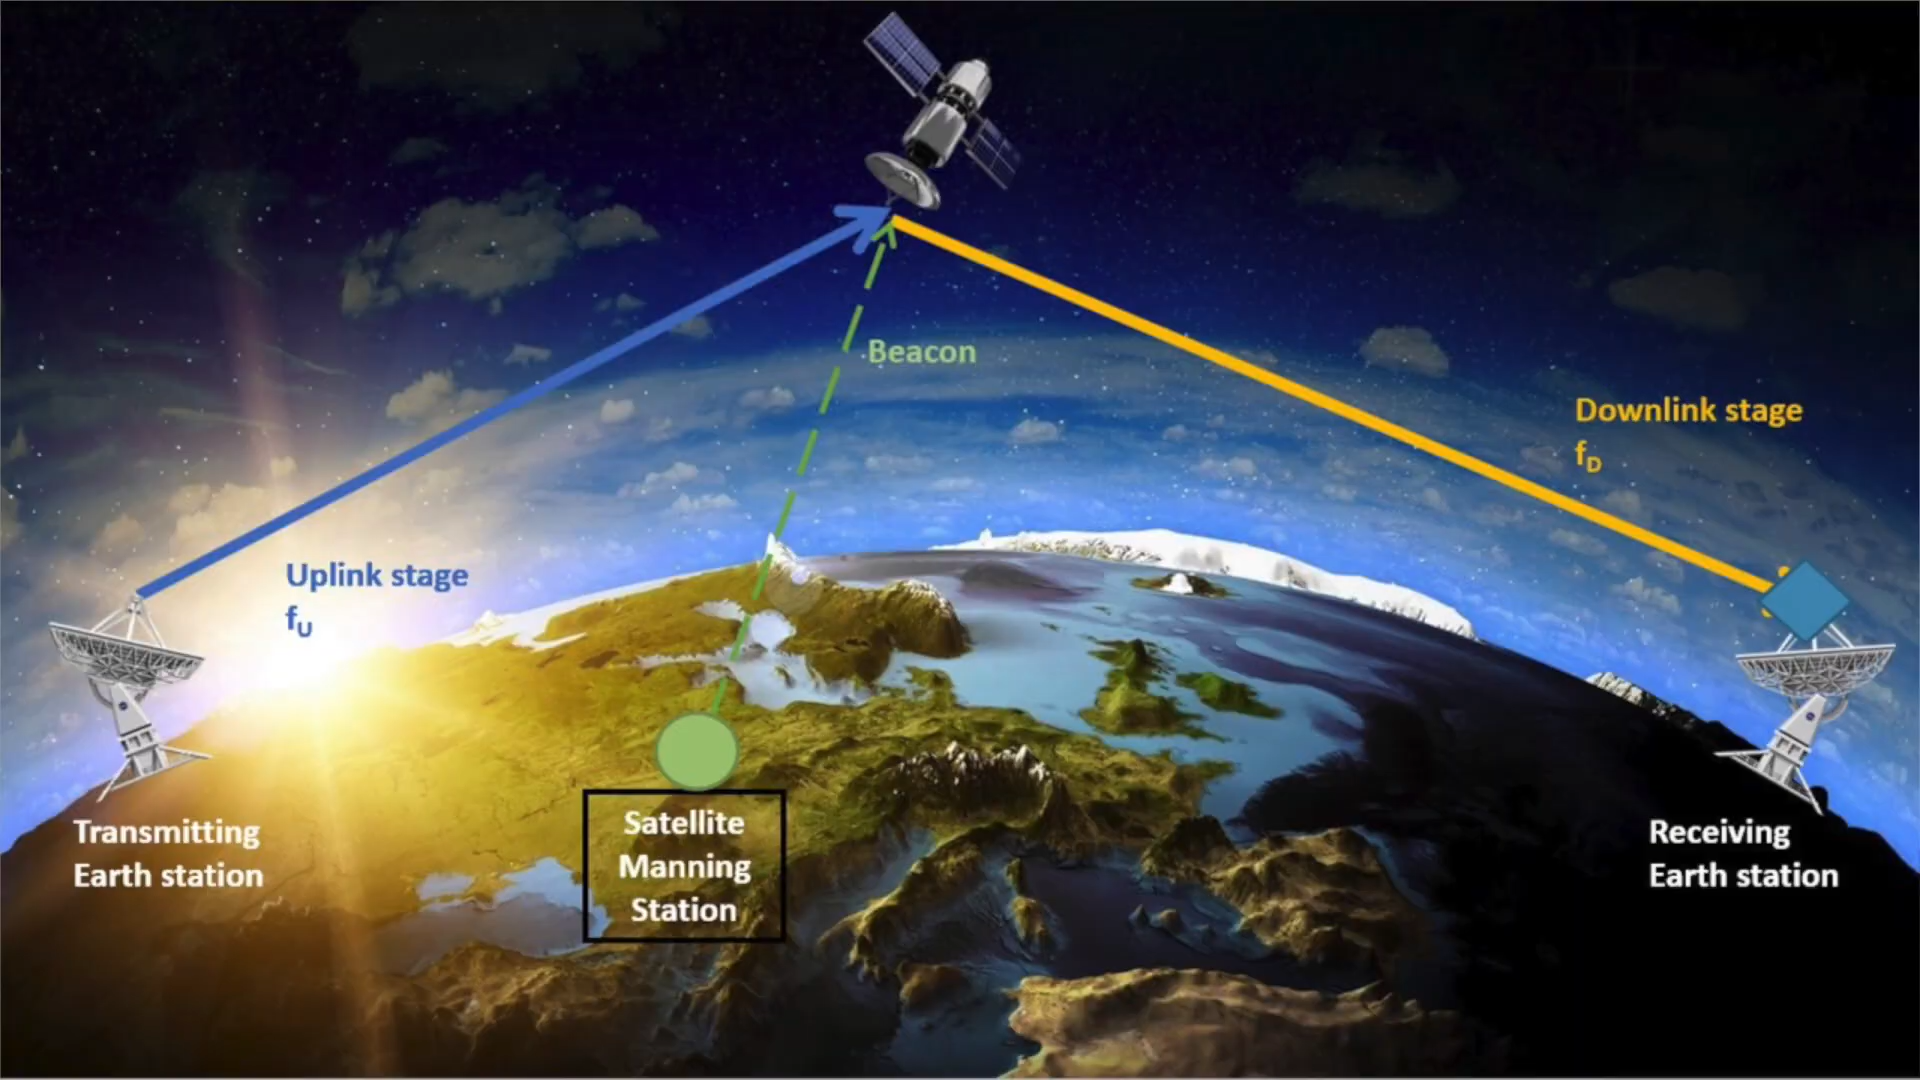 Beacon
Downlink stage
fD
Uplink stage
fU
Transmitting
Earth station
Satellite
Manning
Station
Receiving
Earth station